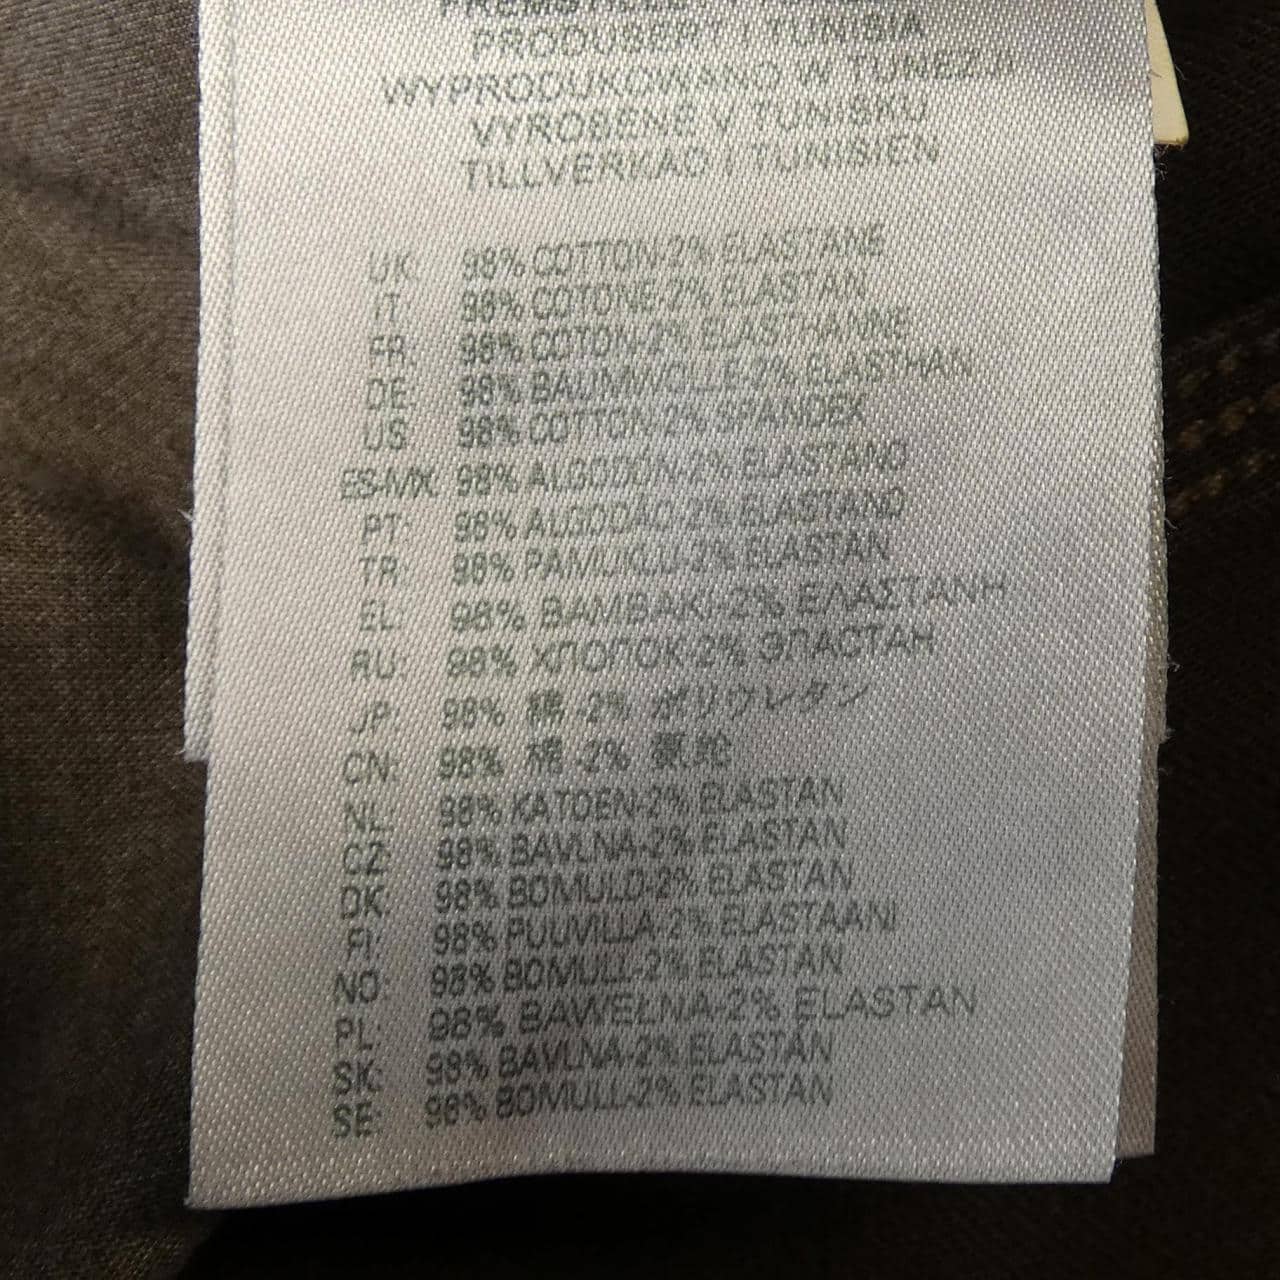 PRODUSERT I TUNISIA
WYPRODUKOWANO W TUNEZJI
VYROBENÉ V TUNISKU
TILLVERKAD I TUNISIEN
UK: 98% COTTON-2% ELASTANE
IT: 98% COTONE-2% ELASTAN
FR: 98% COTON-2% ELASTHANNE
DE: 98% BAUMWOLLE-2% ELASTHAN
US: 98% COTTON-2% SPANDEX
ES-MX: 98% ALGODON-2% ELASTANO
PT: 98% ALGODÃO-2% ELASTANO
TR: 98% PAMUKLU-2% ELASTAN
EL: 98% BAMBAKI-2% ΕΛΑΣΤΑΝΗ
RU: 98% ХЛОПОК-2% ЭЛАСТАН
JP: 98% 綿 -2% ポリウレタン
CN: 98% 棉 -2% 氨纶
NL: 98% KATOEN-2% ELASTAN
CZ: 98% BAVLNA-2% ELASTAN
DK: 98% BOMULD-2% ELASTAN
FI: 98% PUUVILLA-2% ELASTAANI
NO: 98% BOMULL-2% ELASTAN
PL: 98% BAWEŁNA-2% ELASTAN
SK: 98% BAVLNA-2% ELASTAN
SE: 98% BOMULL-2% ELASTAN